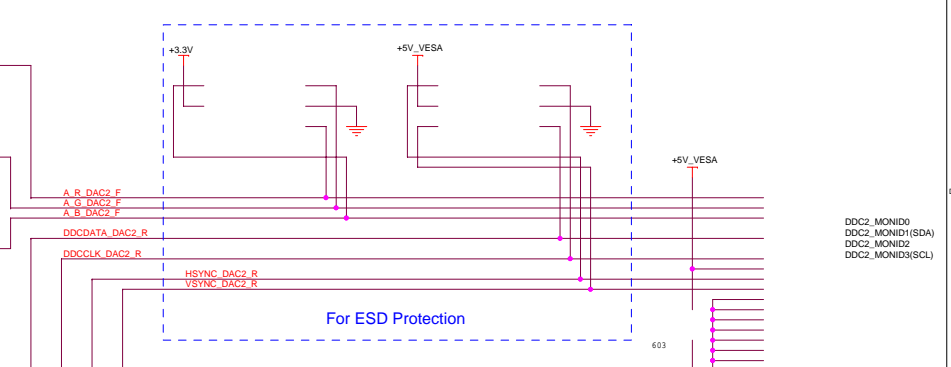 +3.3V
+5V_VESA
+5V_VESA
A_R_DAC2_F
A_G_DAC2_F
A_B_DAC2_F
DDCDATA_DAC2_R
DDCCLK_DAC2_R
HSYNC_DAC2_R
VSYNC_DAC2_R
DDC2_MONID0
DDC2_MONID1(SDA)
DDC2_MONID2
DDC2_MONID3(SCL)
For ESD Protection
603